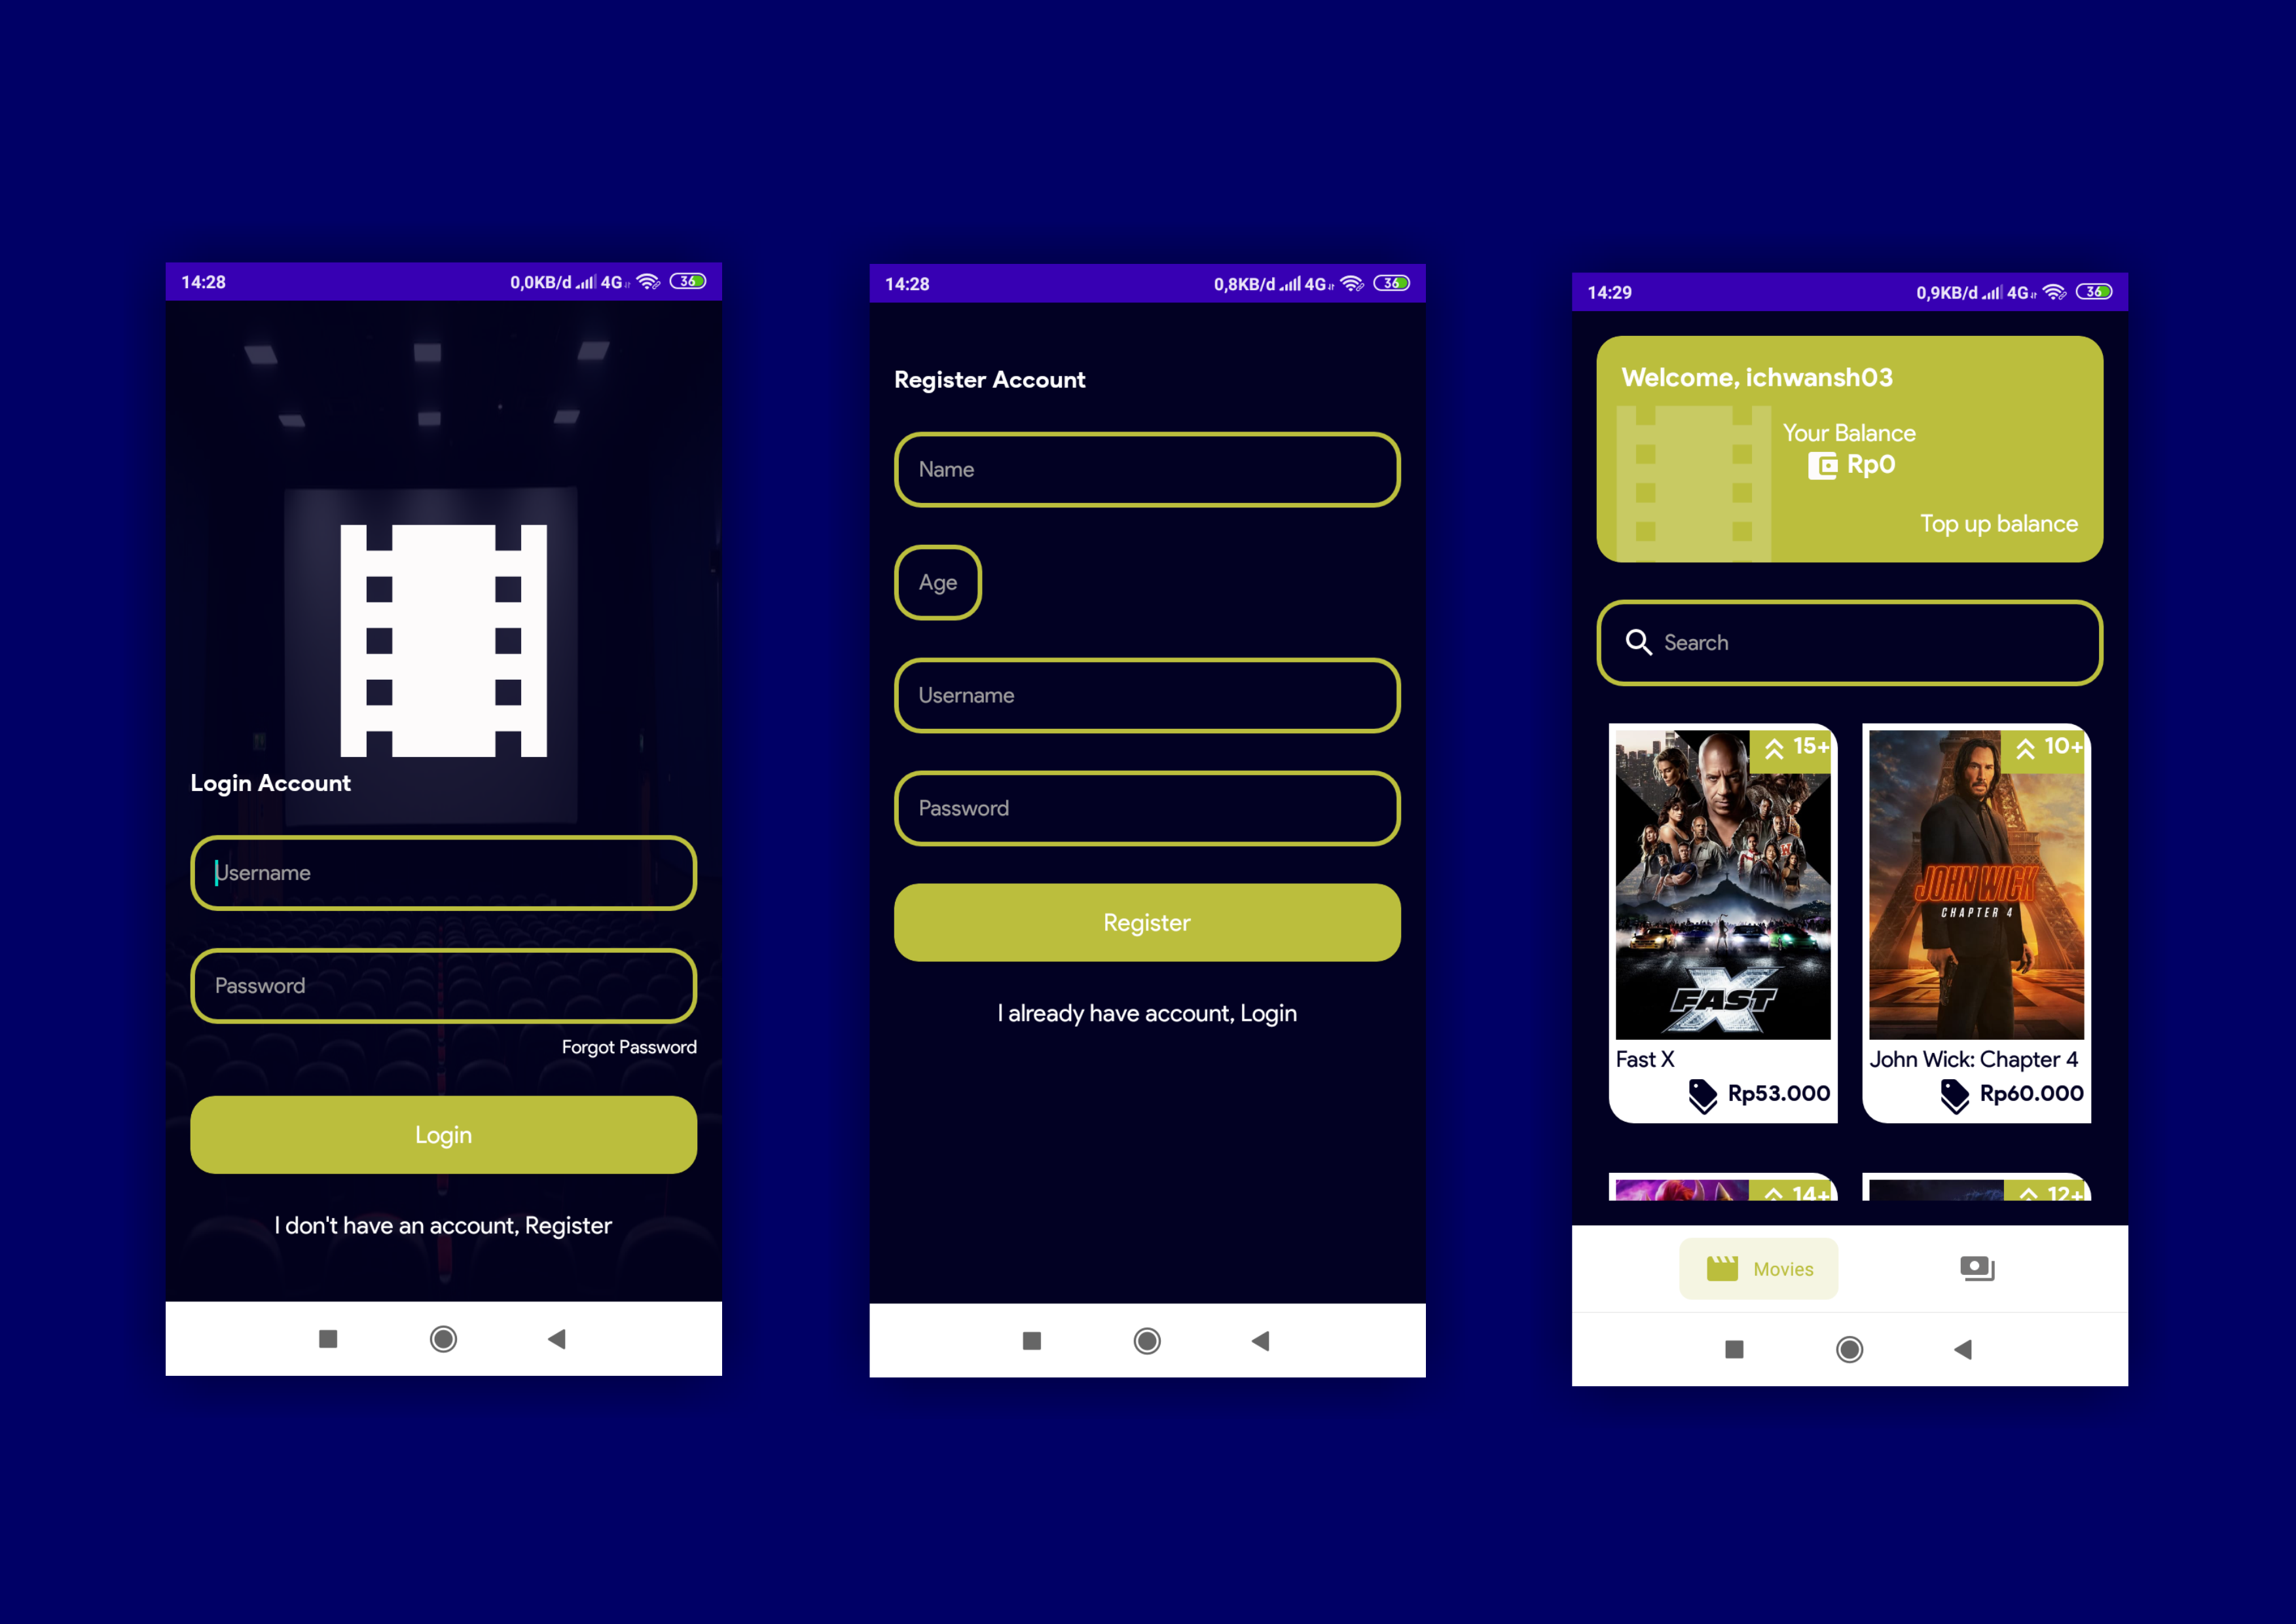 14:28
0,0KB/d 4G 36
Login Account
Username
Password
Forgot Password
Login
I don't have an account, Register
14:28
0,8KB/d 4G 36
Register Account
Name
Age
Username
Password
Register
I already have account, Login
14:29
0,9KB/d 4G 36
Welcome, ichwansh03
Your Balance
Rp0
Top up balance
Search
15+
FAST X
Fast X
Rp53.000
10+
JOHN WICK
CHAPTER 4
John Wick: Chapter 4
Rp60.000
14+
12+
Movies